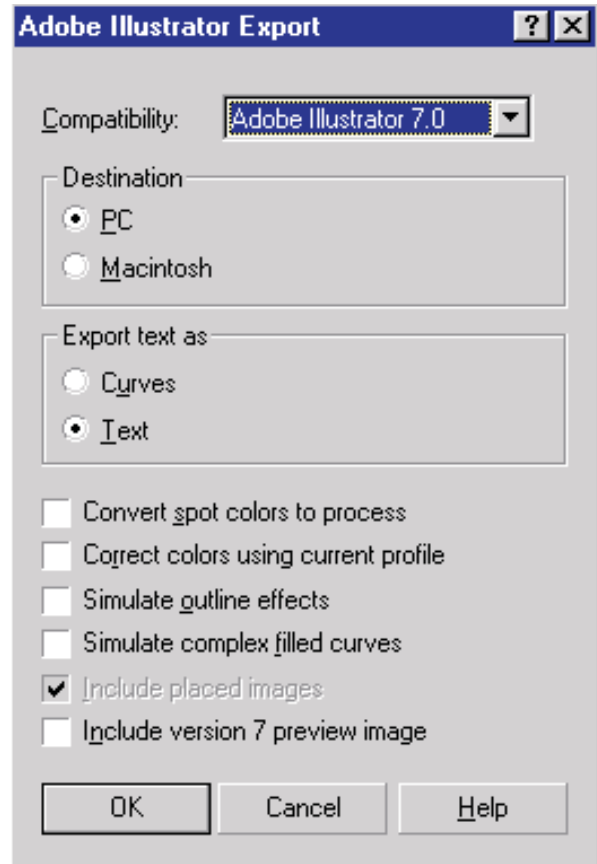 Adobe Illustrator Export ? ×
Compatibility: Adobe Illustrator 7.0
Destination
PC
Macintosh
Export text as
Curves
Text
Convert spot colors to process
Correct colors using current profile
Simulate outline effects
Simulate complex filled curves
Include placed images
Include version 7 preview image
OK Cancel Help